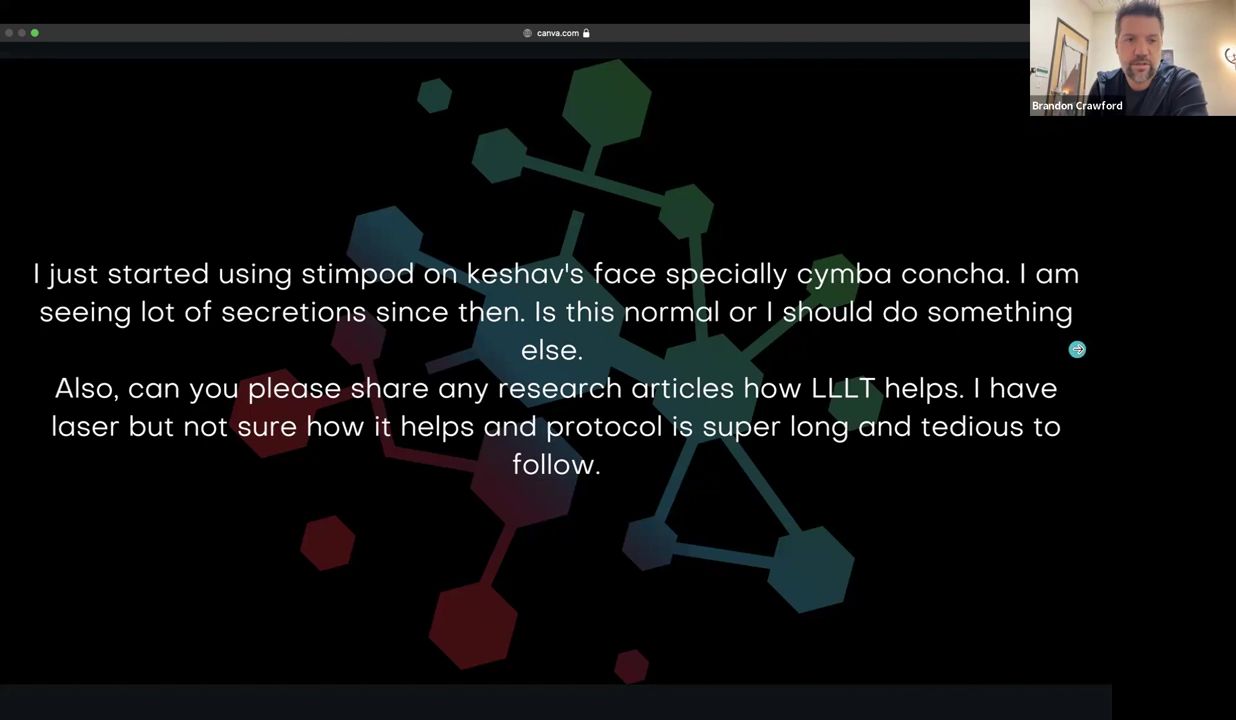 canva.com
Brandon Crawford
I just started using stimpod on keshav's face specially cymba concha. I am
seeing lot of secretions since then. Is this normal or I should do something
else.
Also, can you please share any research articles how LLLT helps. I have
laser but not sure how it helps and protocol is super long and tedious to
follow.